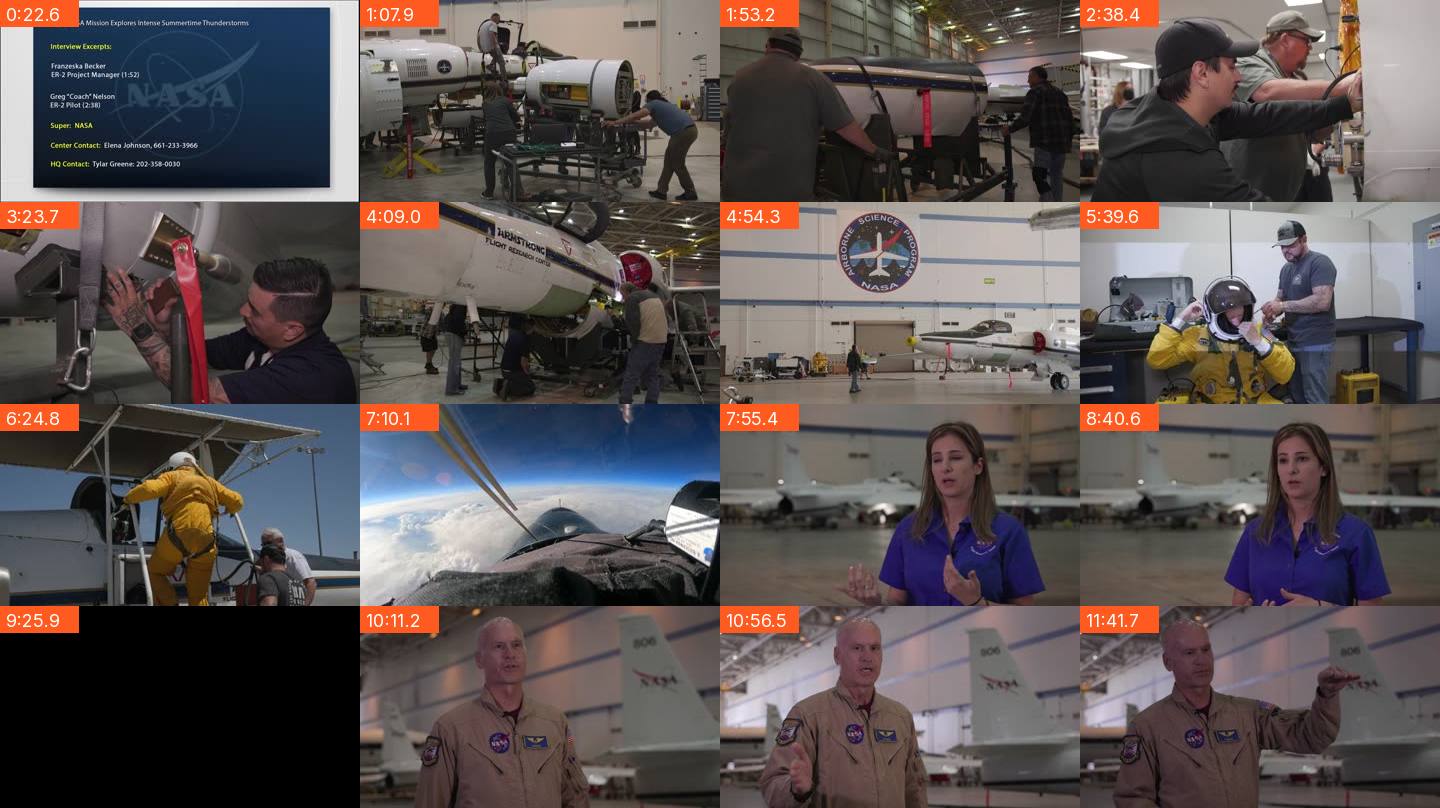 0:22.6
A Mission Explores Intense Summertime Thunderstorms
Interview Excerpts:
Franzeska Becker
ER-2 Project Manager (1:52)
Greg "Coach" Nelson
ER-2 Pilot (2:38)
NASA
Super: NASA
Center Contact: Elena Johnson, 661-233-3966
HQ Contact: Tylar Greene: 202-358-0030
1:07.9
1:53.2
2:38.4
3:23.7
4:09.0
ARMSTRONG
FLIGHT RESEARCH CENTER
4:54.3
AIRBORNE SCIENCE PROGRAM
NASA
5:39.6
6:24.8
7:10.1
7:55.4
8:40.6
9:25.9
10:11.2
806
NASA
NASA
10:56.5
806
NASA
NASA
11:41.7
806
NASA
NASA